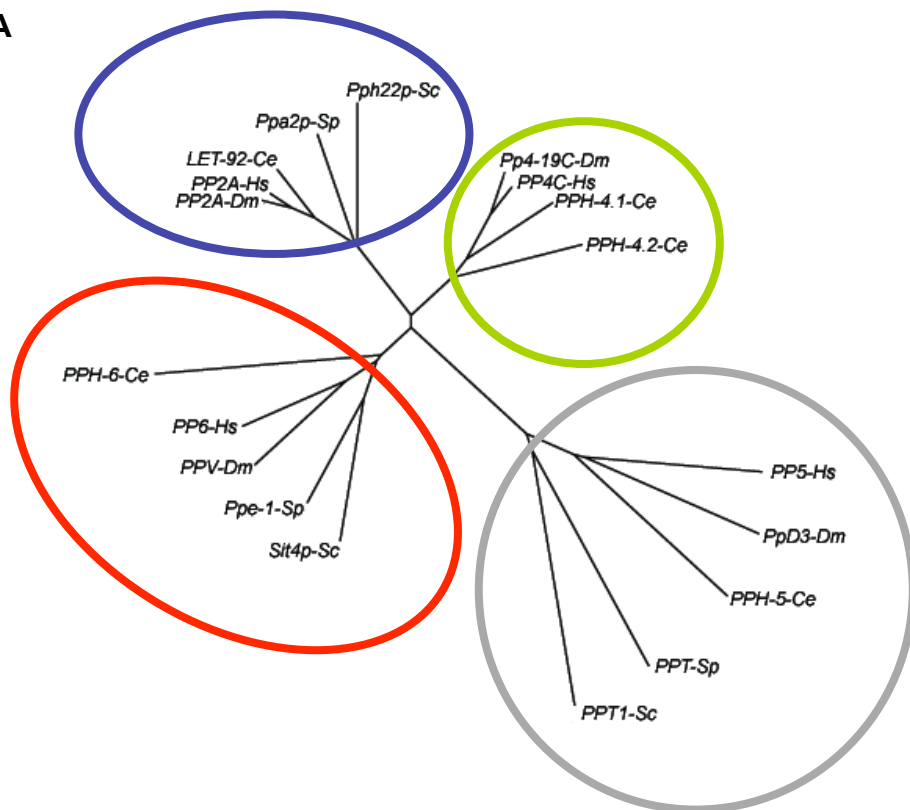 A
Pph22p-Sc
Ppa2p-Sp
LET-92-Ce
PP2A-Hs
PP2A-Dm
Pp4-19C-Dm
PP4C-Hs
PPH-4.1-Ce
PPH-4.2-Ce
PPH-6-Ce
PP6-Hs
PPV-Dm
Ppe-1-Sp
Sit4p-Sc
PP5-Hs
PpD3-Dm
PPH-5-Ce
PPT-Sp
PPT1-Sc